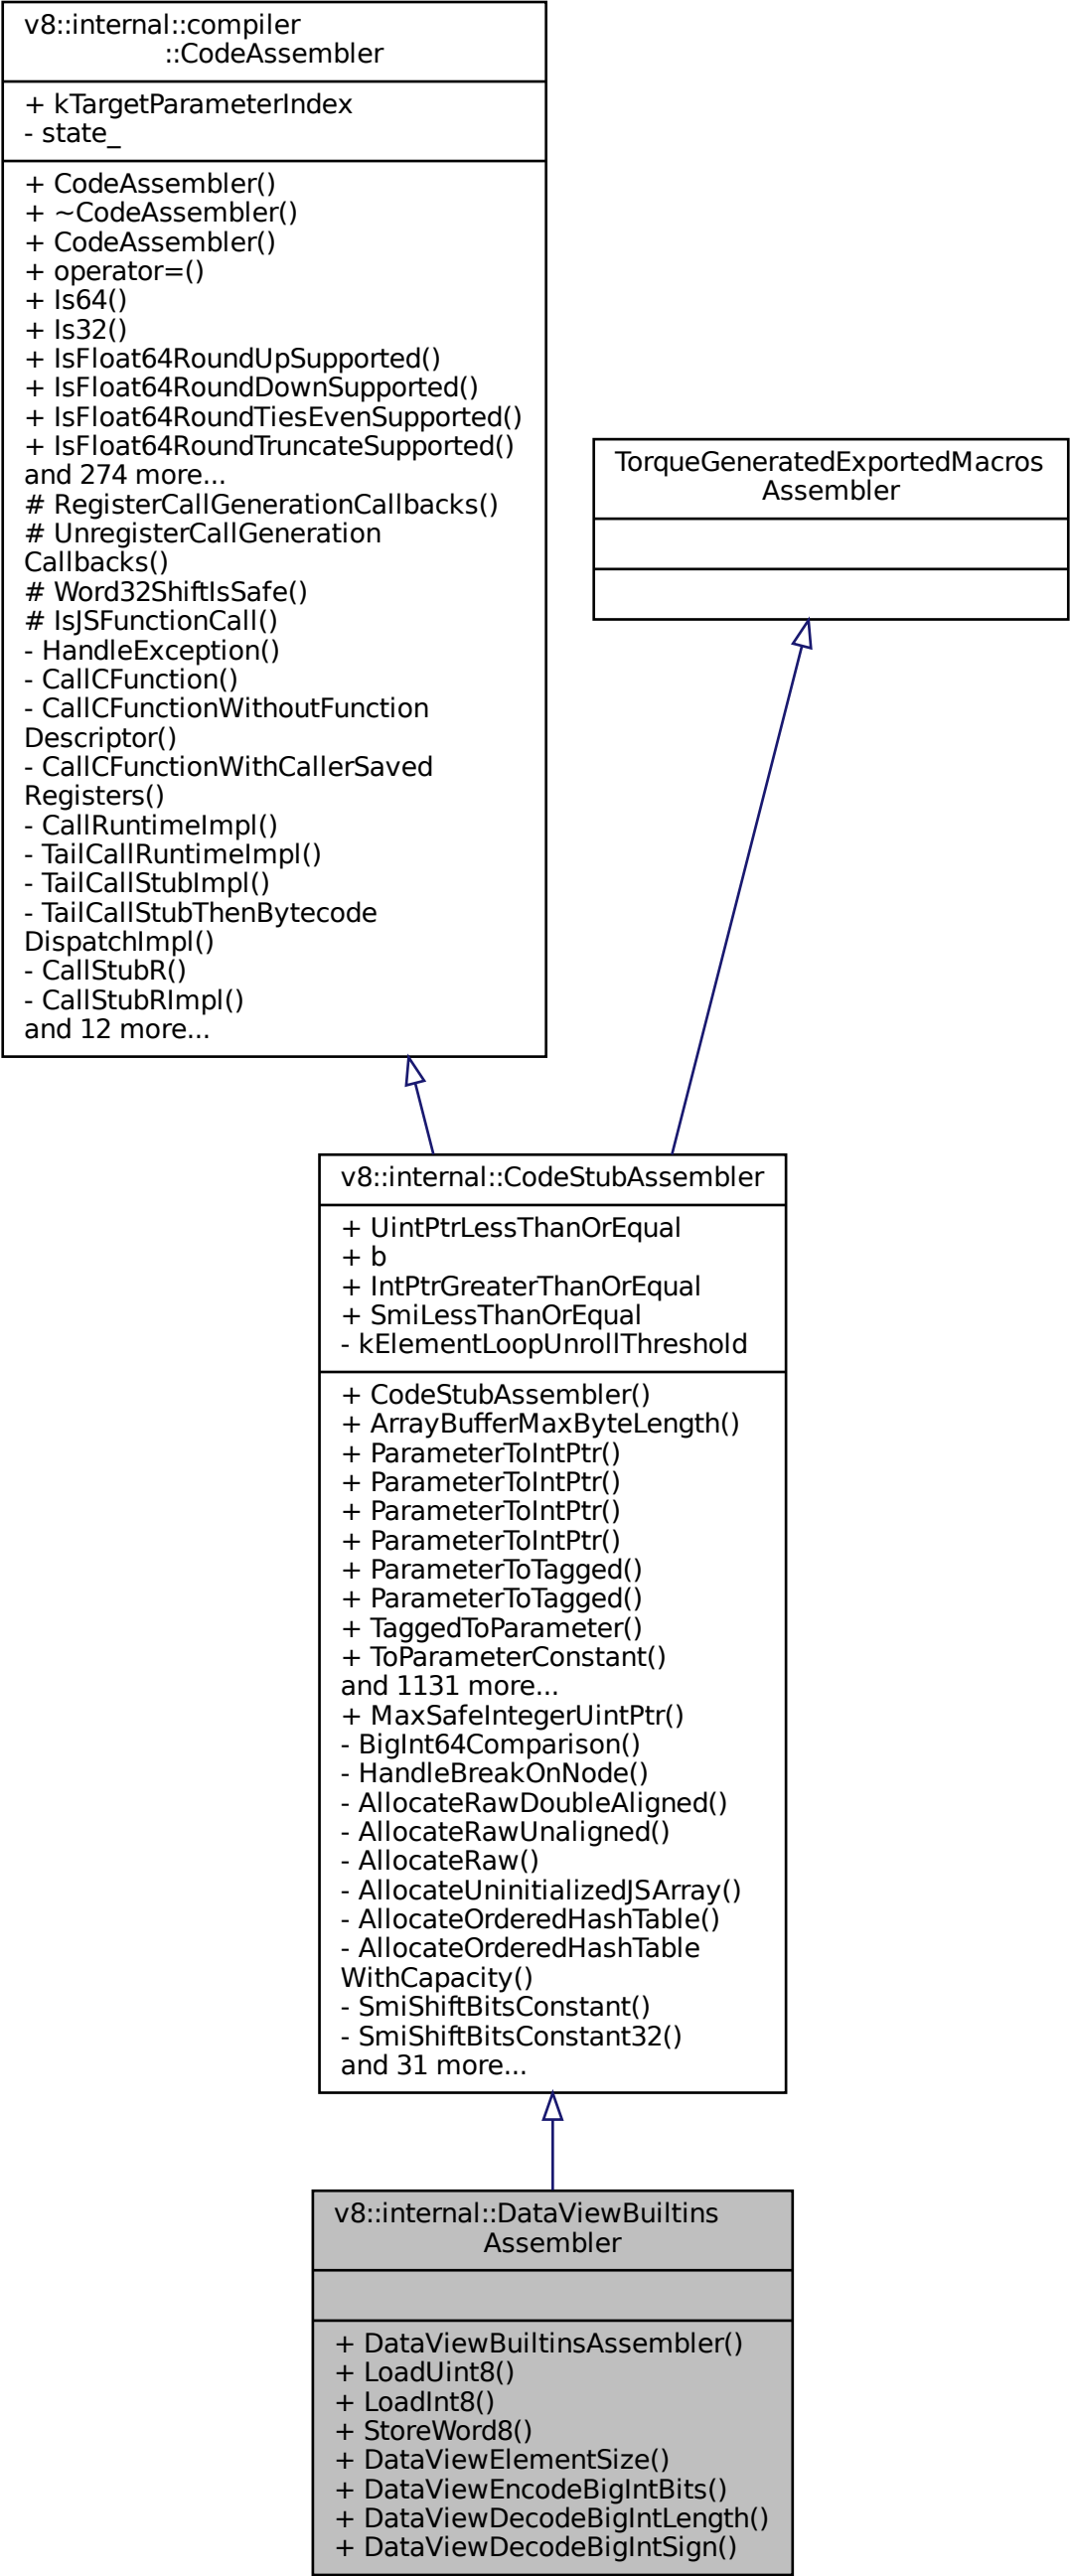 v8::internal::compiler
::CodeAssembler
+ kTargetParameterIndex
- state_
+ CodeAssembler()
+ ~CodeAssembler()
+ CodeAssembler()
+ operator=()
+ Is64()
+ Is32()
+ IsFloat64RoundUpSupported()
+ IsFloat64RoundDownSupported()
+ IsFloat64RoundTiesEvenSupported()
+ IsFloat64RoundTruncateSupported()
and 274 more...
# RegisterCallGenerationCallbacks()
# UnregisterCallGeneration
Callbacks()
# Word32ShiftIsSafe()
# IsJSFunctionCall()
- HandleException()
- CallCFunction()
- CallCFunctionWithoutFunction
Descriptor()
- CallCFunctionWithCallerSaved
Registers()
- CallRuntimeImpl()
- TailCallRuntimeImpl()
- TailCallStubImpl()
- TailCallStubThenBytecode
DispatchImpl()
- CallStubR()
- CallStubRImpl()
and 12 more...
TorqueGeneratedExportedMacros
Assembler
v8::internal::CodeStubAssembler
+ UintPtrLessThanOrEqual
+ b
+ IntPtrGreaterThanOrEqual
+ SmiLessThanOrEqual
- kElementLoopUnrollThreshold
+ CodeStubAssembler()
+ ArrayBufferMaxByteLength()
+ ParameterToIntPtr()
+ ParameterToIntPtr()
+ ParameterToIntPtr()
+ ParameterToIntPtr()
+ ParameterToTagged()
+ ParameterToTagged()
+ TaggedToParameter()
+ ToParameterConstant()
and 1131 more...
+ MaxSafeIntegerUintPtr()
- BigInt64Comparison()
- HandleBreakOnNode()
- AllocateRawDoubleAligned()
- AllocateRawUnaligned()
- AllocateRaw()
- AllocateUninitializedJSArray()
- AllocateOrderedHashTable()
- AllocateOrderedHashTable
WithCapacity()
- SmiShiftBitsConstant()
- SmiShiftBitsConstant32()
and 31 more...
v8::internal::DataViewBuiltins
Assembler
+ DataViewBuiltinsAssembler()
+ LoadUint8()
+ LoadInt8()
+ StoreWord8()
+ DataViewElementSize()
+ DataViewEncodeBigIntBits()
+ DataViewDecodeBigIntLength()
+ DataViewDecodeBigIntSign()